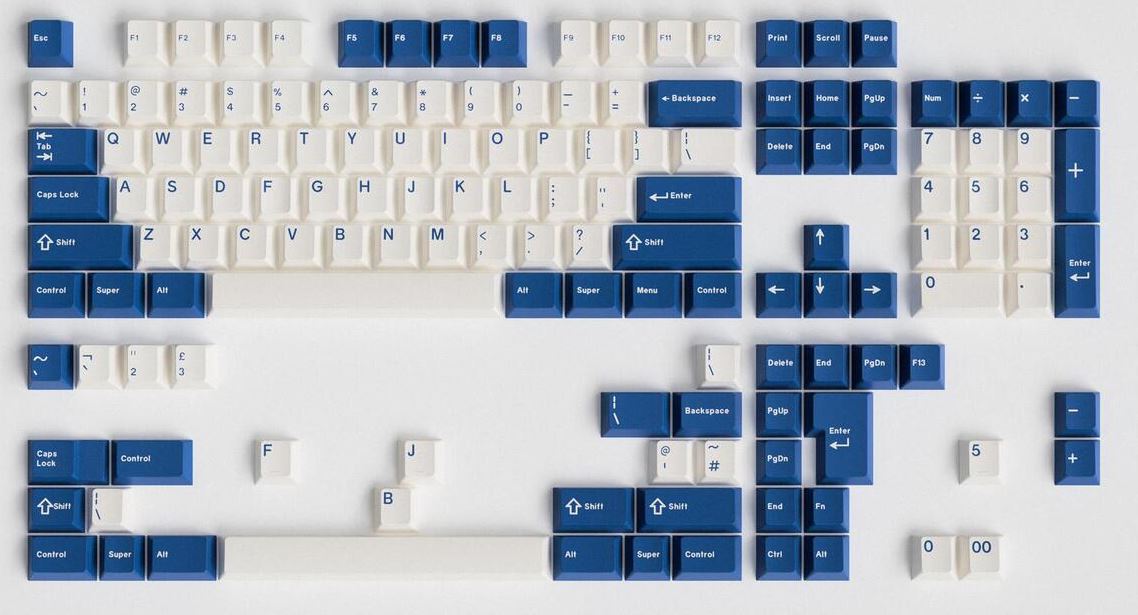 Esc F1 F2 F3 F4 F5 F6 F7 F8 F9 F10 F11 F12 Print Scroll Pause
~ ! @ # $ % ^ & * ( ) — +
` 1 2 3 4 5 6 7 8 9 0 - = ← Backspace Insert Home PgUp Num ÷ × −
⇤ Tab ⇥ Q W E R T Y U I O P { [ } ] ¦ \ Delete End PgDn 7 8 9 +
Caps Lock A S D F G H J K L : ; " ' ↵ Enter 4 5 6
⇧ Shift Z X C V B N M < , > . ? / ⇧ Shift ↑ 1 2 3 Enter ↵
Control Super Alt Alt Super Menu Control ← ↓ → 0 .
~ ` ¬ ` " 2 £ 3 ¦ \ Delete End PgDn F13
¦ \ Backspace PgUp Enter ↵ −
Caps Lock Control F J @ ' ~ # PgDn 5 +
⇧ Shift ¦ \ B ⇧ Shift ⇧ Shift End Fn
Control Super Alt Alt Super Control Ctrl Alt 0 00